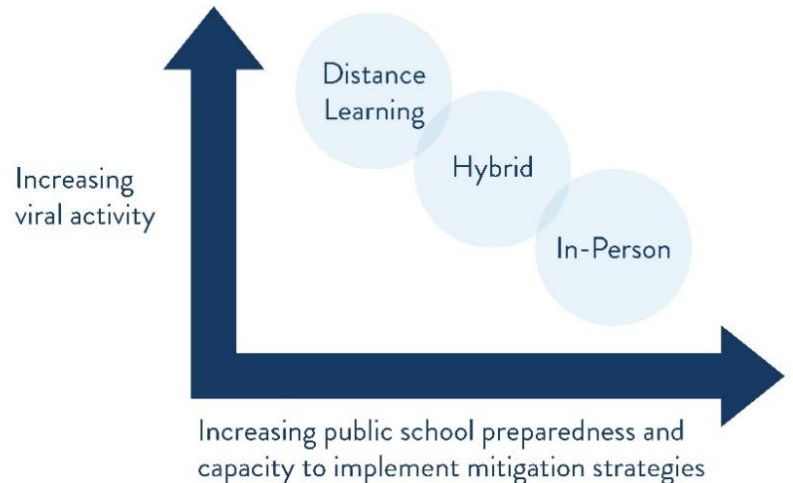 Distance
Learning
Hybrid
In-Person
Increasing
viral activity
Increasing public school preparedness and
capacity to implement mitigation strategies